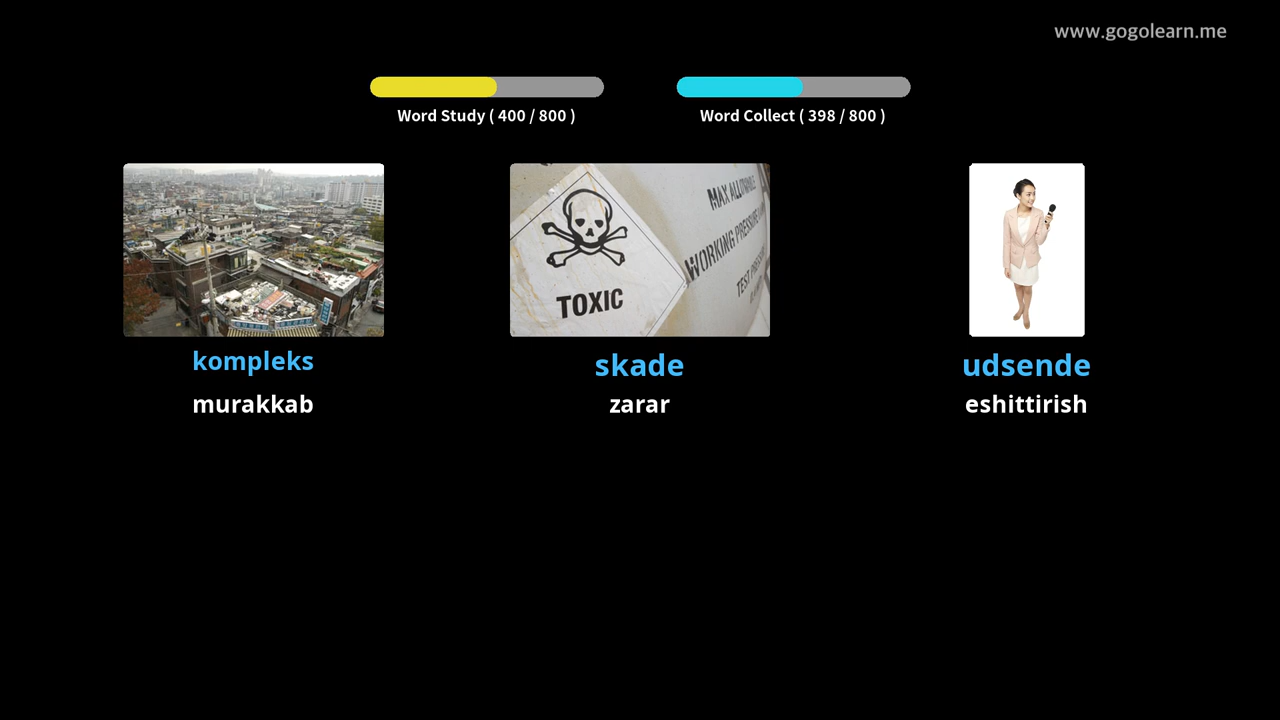 www.gogolearn.me
Word Study ( 400 / 800 )
Word Collect ( 398 / 800 )
MAX ALLOWABLE
WORKING PRESSURE
TOXIC
kompleks
skade
udsende
murakkab
zarar
eshittirish